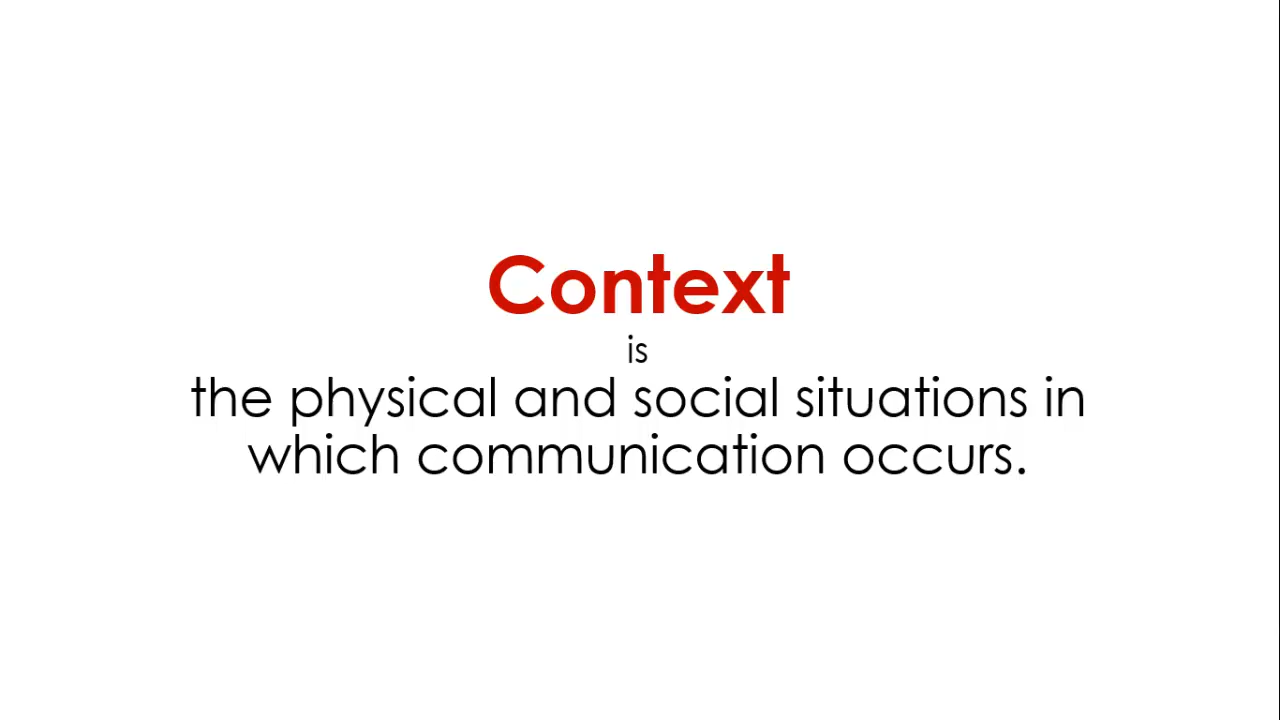 Context
is
the physical and social situations in
which communication occurs.